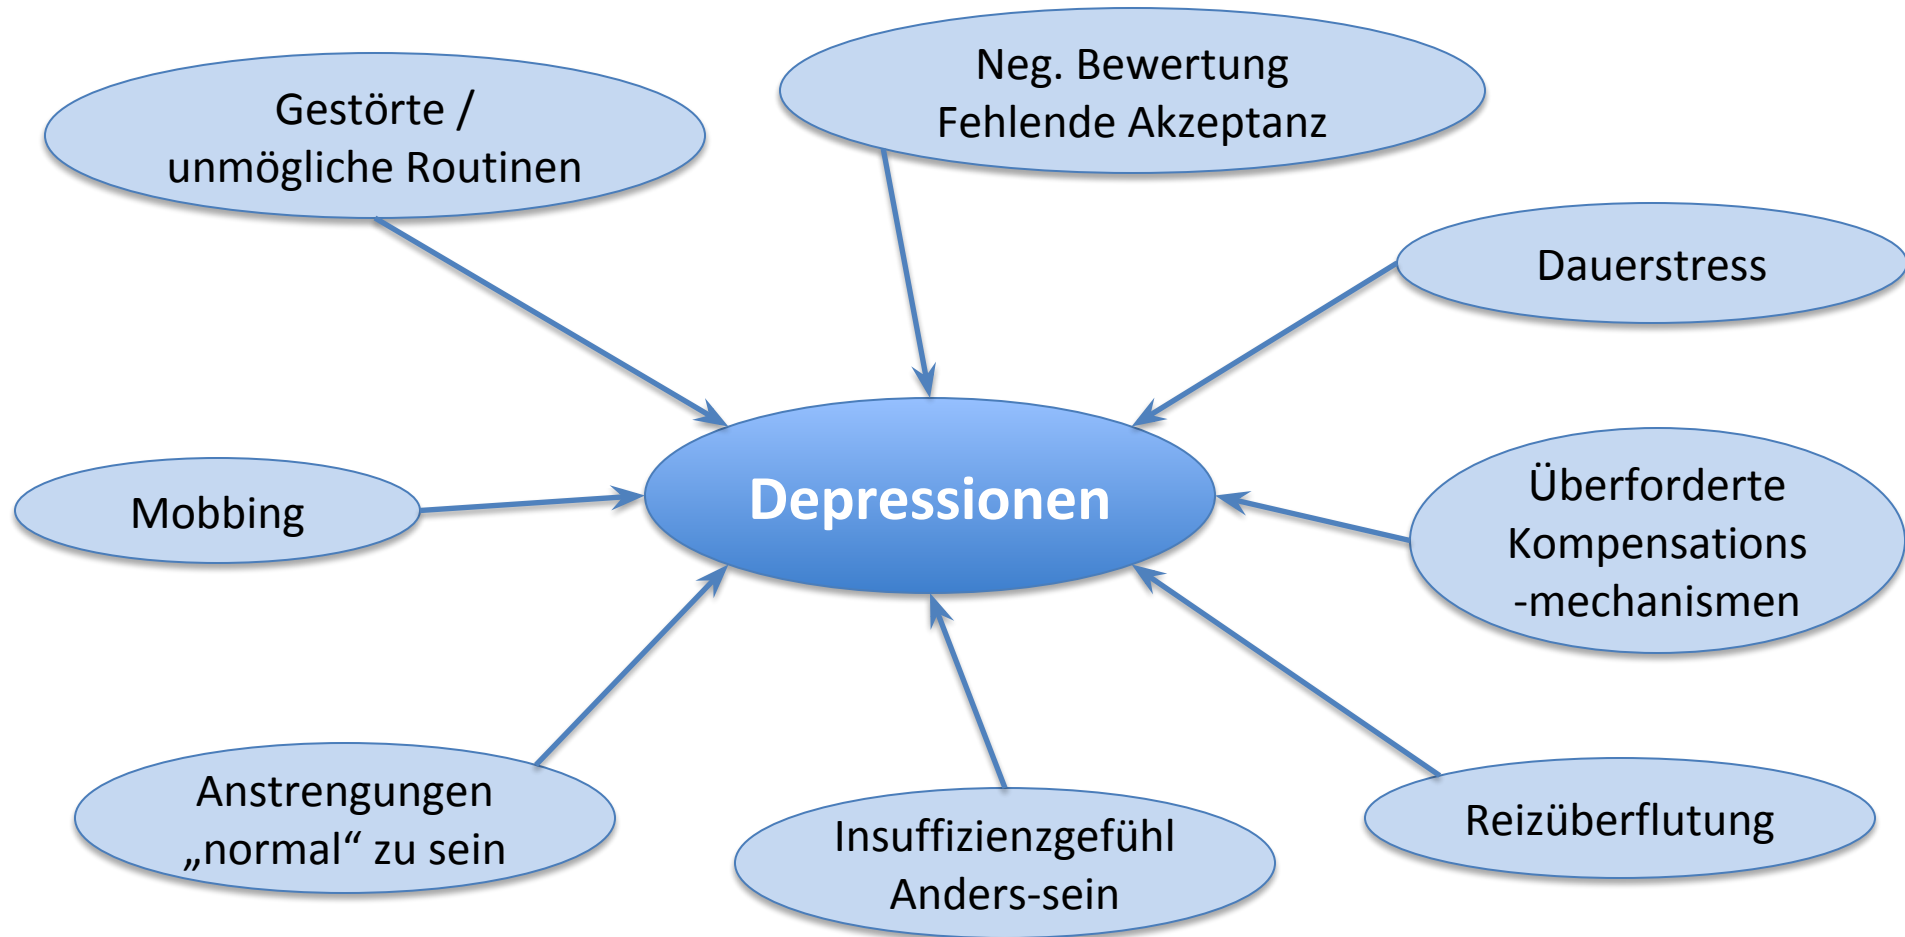 Gestörte /
unmögliche Routinen
Neg. Bewertung
Fehlende Akzeptanz
Dauerstress
Mobbing
Depressionen
Überforderte
Kompensations
-mechanismen
Anstrengungen
„normal“ zu sein
Insuffizienzgefühl
Anders-sein
Reizüberflutung